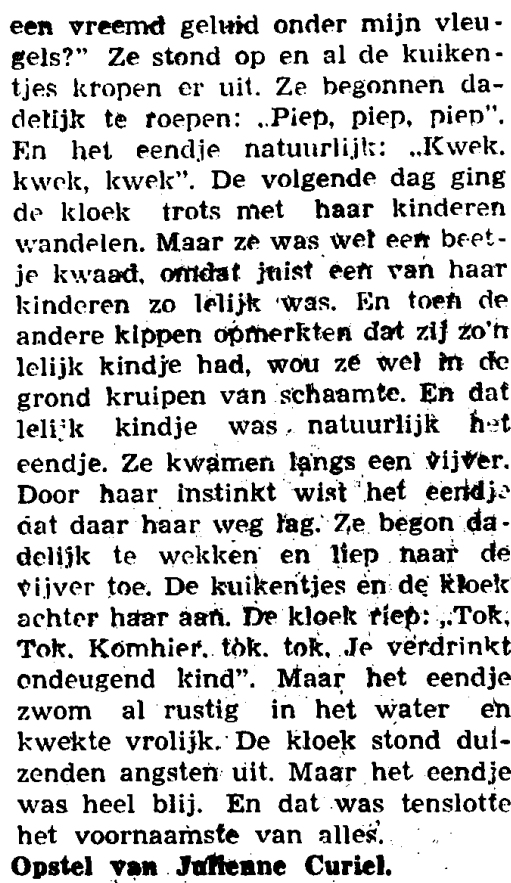 een vreemd geluid onder mijn vleu-
gels?” Ze stond op en al de kuiken-
tjes kropen er uit. Ze begonnen da-
delijk te roepen: „Piep, piep, piep”.
En het eendje natuurlijk: „Kwek.
kwek, kwek”. De volgende dag ging
de kloek trots met haar kinderen
wandelen. Maar ze was wel een beet-
je kwaad, omdat juist een van haar
kinderen zo lelijk was. En toen de
andere kippen opmerkten dat zij zo'n
lelijk kindje had, wou ze wel in de
grond kruipen van schaamte. En dat
lelijk kindje was natuurlijk het
eendje. Ze kwamen langs een vijver.
Door haar instinkt wist het eendje
dat daar haar weg lag. Ze begon da-
delijk te wekken en liep naar de
vijver toe. De kuikentjes en de kloek
achter haar aan. De kloek riep: „Tok,
Tok. Komhier. tok. tok. Je verdrinkt
ondeugend kind”. Maar het eendje
zwom al rustig in het water en
kwekte vrolijk. De kloek stond dui-
zenden angsten uit. Maar het eendje
was heel blij. En dat was tenslotte
het voornaamste van alles.
Opstel van Julienne Curiel.